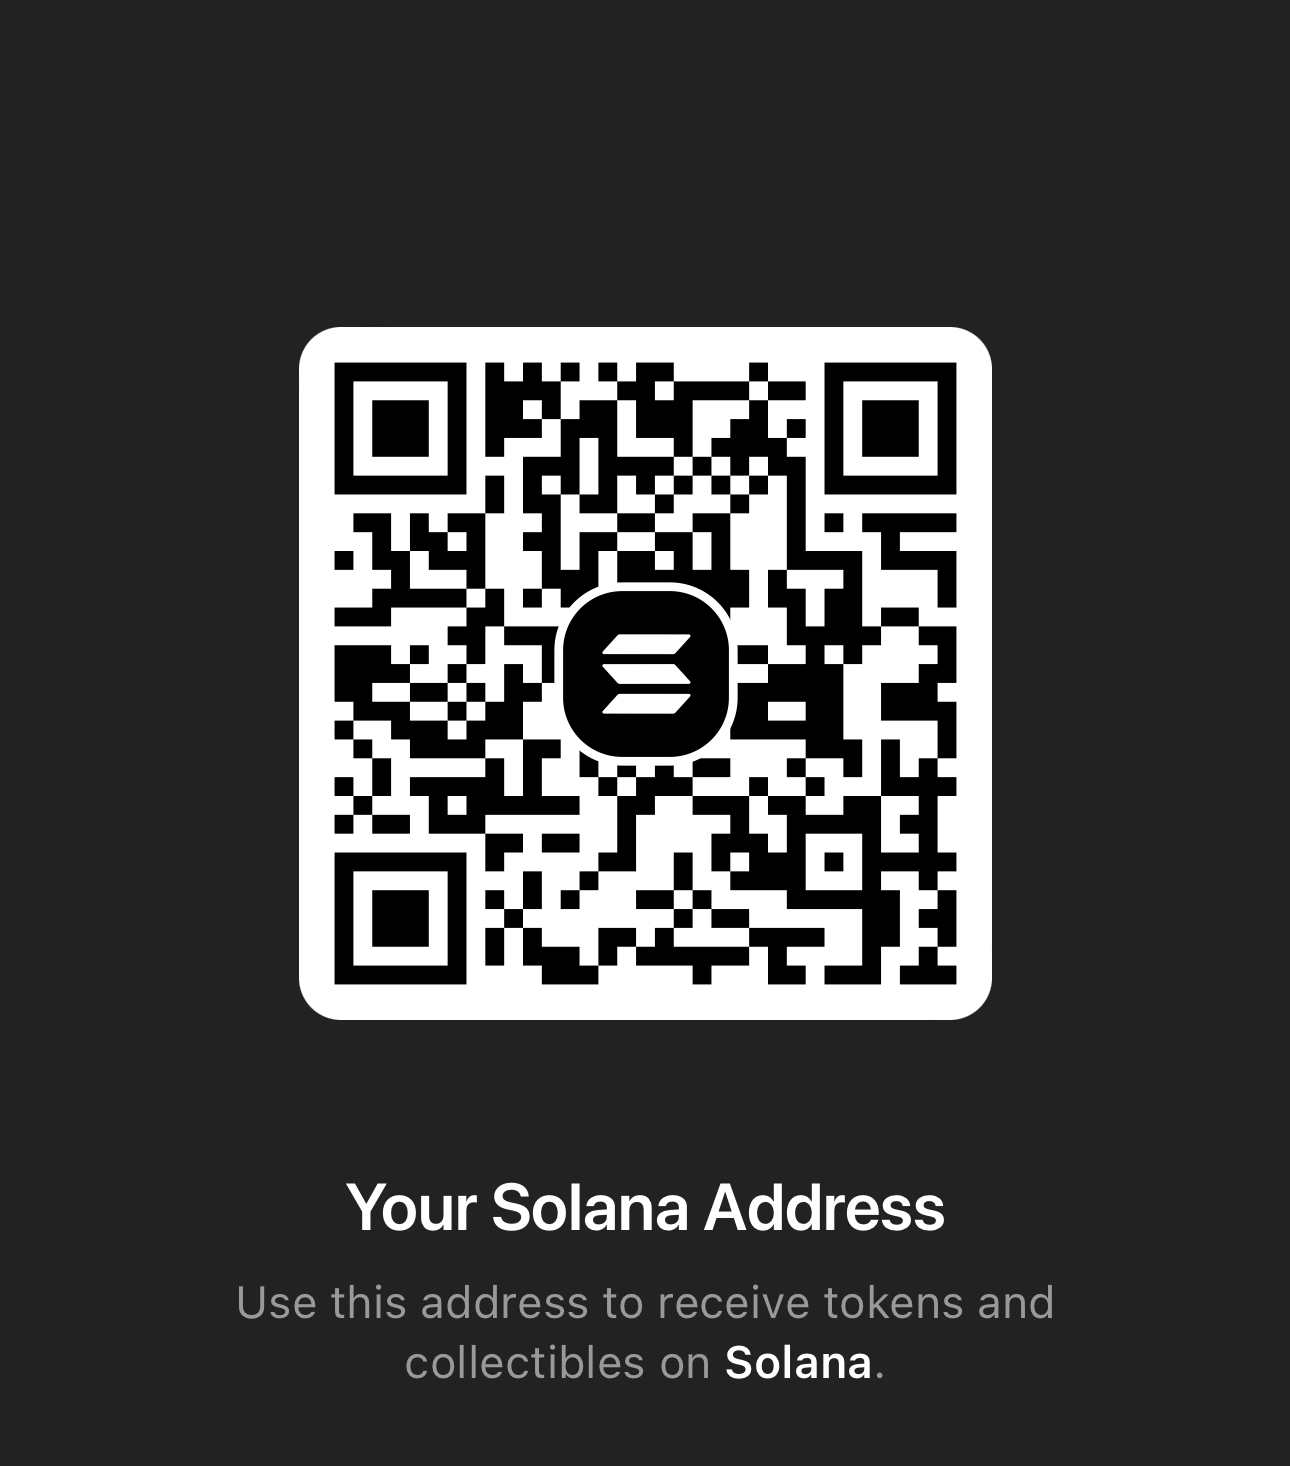 Your Solana Address
Use this address to receive tokens and
collectibles on Solana.